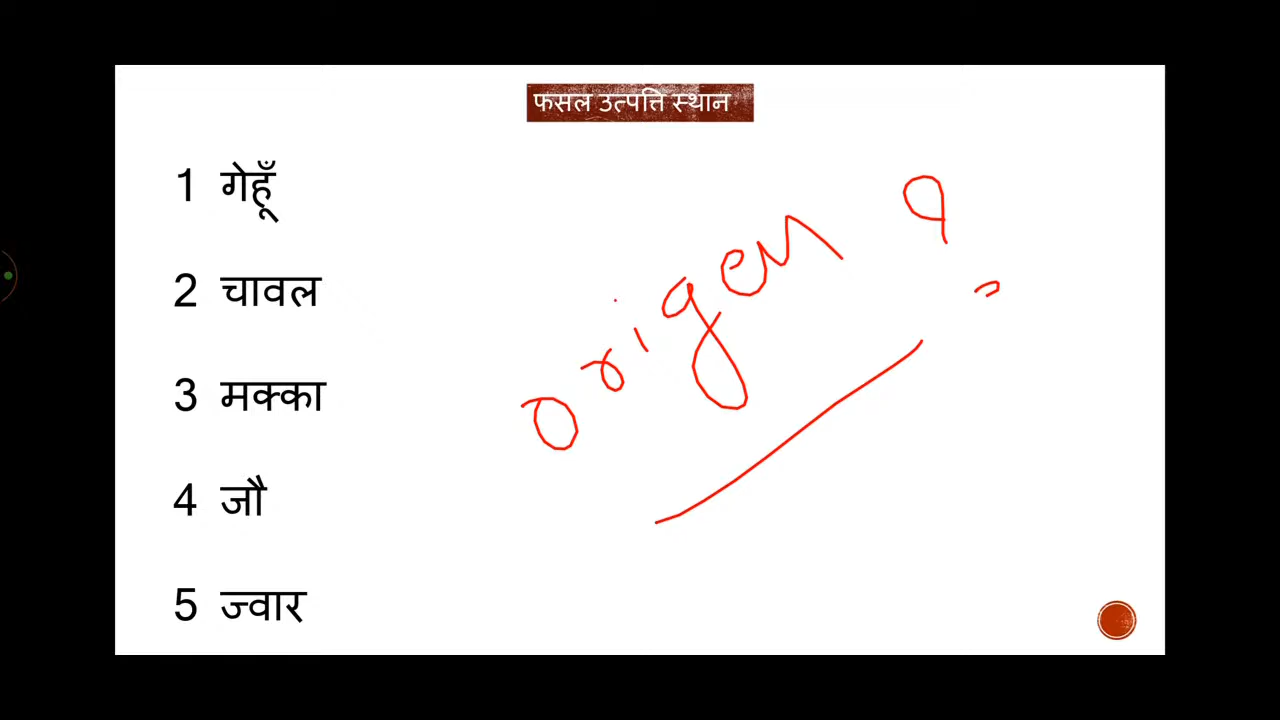 फसल उत्पत्ति स्थान
1 गेहूँ
2 चावल
3 मक्का
4 जौ
5 ज्वार
origen ?